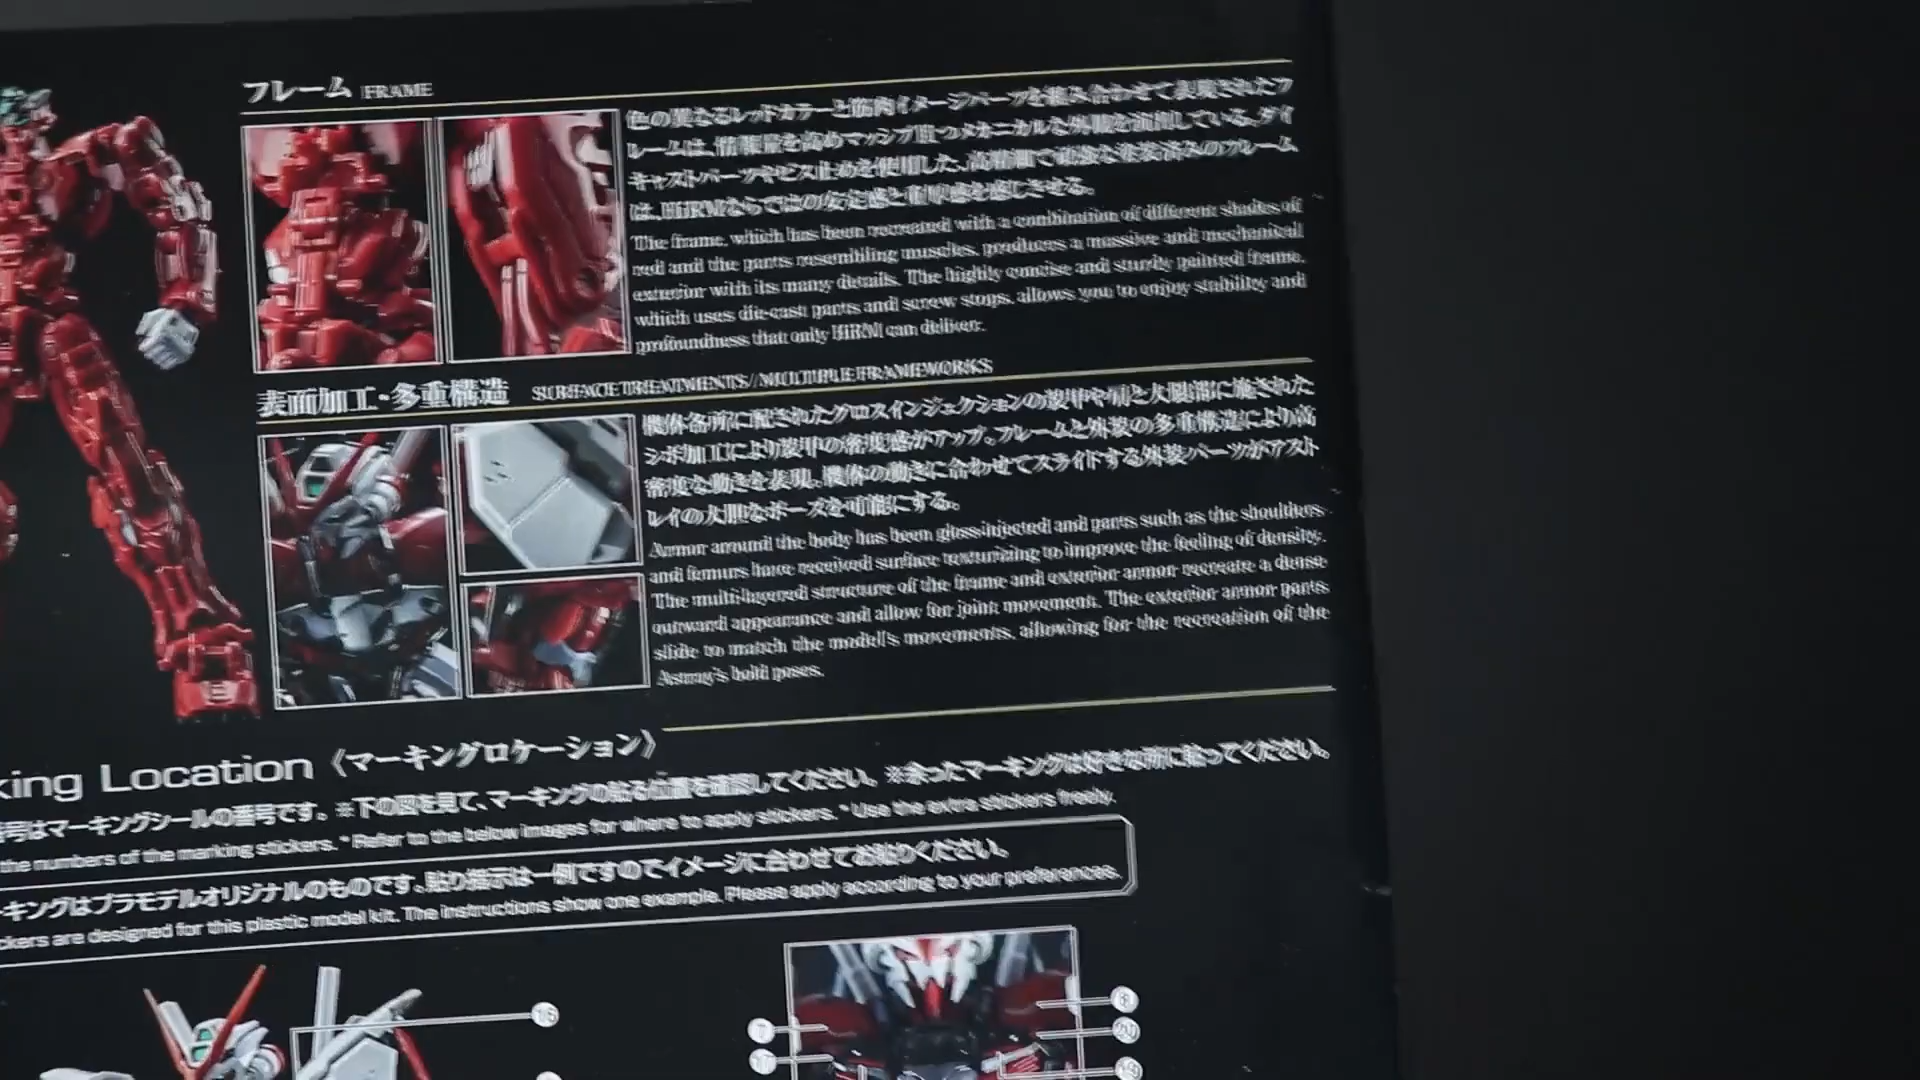 フレーム FRAME
色の異なるレッドカラーと筋肉イメージパーツを組み合わせて表現されたフ
レームは、情報量を高めマッシブ且つメカニカルな外観を演出している。ダイ
キャストパーツやビス止めを使用した、高精細で頑強な塗装済みのフレーム
は、HiRMならではの安定感と重厚感を感じさせる。
The frame, which has been recreated with a combination of different shades of
red and the parts resembling muscles, produces a massive and mechanical
exterior with its many details. The highly concise and sturdy painted frame,
which uses die-cast parts and screw stops, allows you to enjoy stability and
profoundness that only HiRM can deliver.
表面加工・多重構造 SURFACE TREATMENTS / MULTIPLE FRAMEWORKS
機体各所に配されたグロスインジェクションの装甲や肩と大腿部に施された
シボ加工により装甲の密度感がアップ。フレームと外装の多重構造により高
密度な動きを表現。機体の動きに合わせてスライドする外装パーツがアスト
レイの大胆なポーズを可能にする。
Armor around the body has been gloss-injected and parts such as the shoulders
and femurs have received surface texturizing to improve the feeling of density.
The multi-layered structure of the frame and exterior armor recreate a dense
outward appearance and allow for joint movement. The exterior armor parts
slide to match the model's movements, allowing for the recreation of the
Astray's bold poses.
king Location 《マーキングロケーション》
番号はマーキングシールの番号です。※下の図を見て、マーキングの貼る位置を確認してください。※余ったマーキングは好きな所に貼ってください。
the numbers of the marking stickers. * Refer to the below images for where to apply stickers. * Use the extra stickers freely.
ーキングはプラモデルオリジナルのものです。貼り指示は一例ですのでイメージに合わせてお貼りください。
ckers are designed for this plastic model kit. The instructions show one example. Please apply according to your preferences.